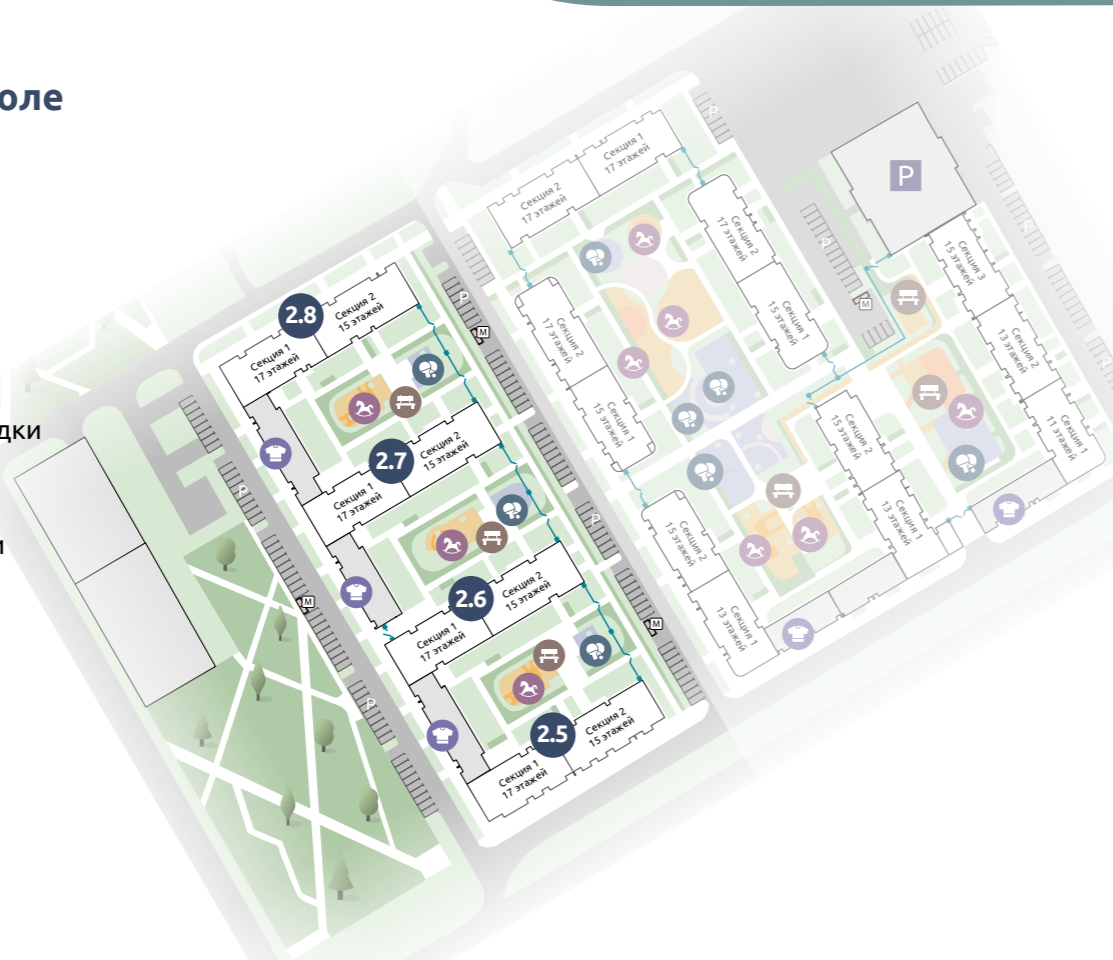 оле
дки
и
Секция 1
17 этажей
Секция 2
17 этажей
P
P
Секция 2
17 этажей
Секция 1
15 этажей
P
M
Секция 3
15 этажей
Секция 2
13 этажей
Секция 1
11 этажей
P
P
2.8
Секция 2
15 этажей
Секция 1
17 этажей
P
M
Секция 2
17 этажей
Секция 1
15 этажей
Секция 2
15 этажей
Секция 1
13 этажей
2.7
Секция 2
15 этажей
Секция 1
17 этажей
P
P
Секция 2
15 этажей
Секция 1
13 этажей
2.6
Секция 2
15 этажей
Секция 1
17 этажей
M
M
P
2.5
Секция 2
15 этажей
Секция 1
17 этажей